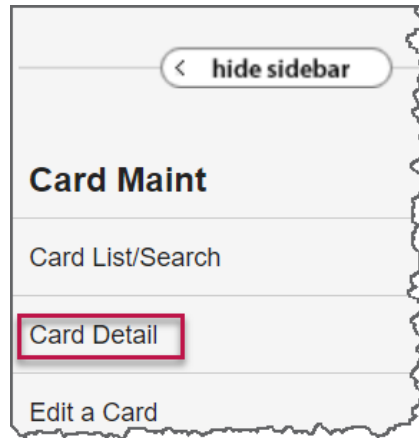 hide sidebar
Card Maint
Card List/Search
Card Detail
Edit a Card